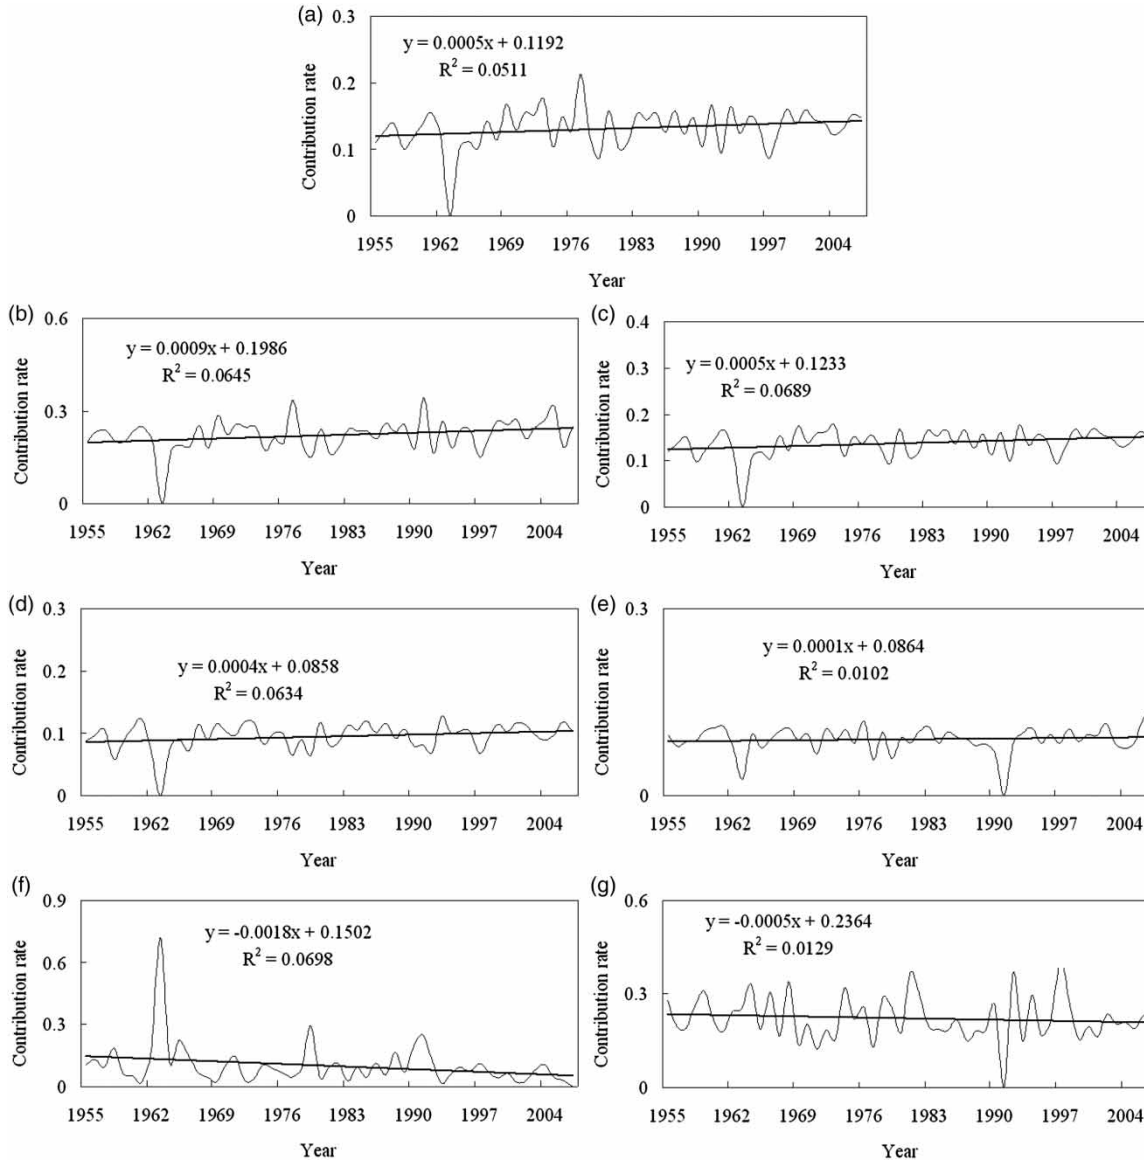 (a)
0.3
y = 0.0005x + 0.1192
R² = 0.0511
0.2
Contribution rate
0.1
0
1955 1962 1969 1976 1983 1990 1997 2004
Year
(b)
0.6
y = 0.0009x + 0.1986
R² = 0.0645
Contribution rate
0.3
0
1955 1962 1969 1976 1983 1990 1997 2004
Year
(c)
0.4
y = 0.0005x + 0.1233
0.3
R² = 0.0689
Contribution rate
0.2
0.1
0
1955 1962 1969 1976 1983 1990 1997 2004
Year
(d)
0.3
y = 0.0004x + 0.0858
0.2
R² = 0.0634
Contribution rate
0.1
0
1955 1962 1969 1976 1983 1990 1997 2004
Year
(e)
0.3
y = 0.0001x + 0.0864
0.2
R² = 0.0102
Contribution rate
0.1
0
1955 1962 1969 1976 1983 1990 1997 2004
Year
(f)
0.9
y = -0.0018x + 0.1502
R² = 0.0698
0.6
Contribution rate
0.3
0
1955 1962 1969 1976 1983 1990 1997 2004
Year
(g)
0.6
y = -0.0005x + 0.2364
R² = 0.0129
Contribution rate
0.3
0
1955 1962 1969 1976 1983 1990 1997 2004
Year